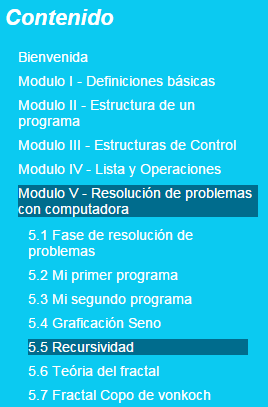 Contenido
Bienvenida
Modulo I - Definiciones básicas
Modulo II - Estructura de un
programa
Modulo III - Estructuras de Control
Modulo IV - Lista y Operaciones
Modulo V - Resolución de problemas
con computadora
5.1 Fase de resolución de
problemas
5.2 Mi primer programa
5.3 Mi segundo programa
5.4 Graficación Seno
5.5 Recursividad
5.6 Teória del fractal
5.7 Fractal Copo de vonkoch